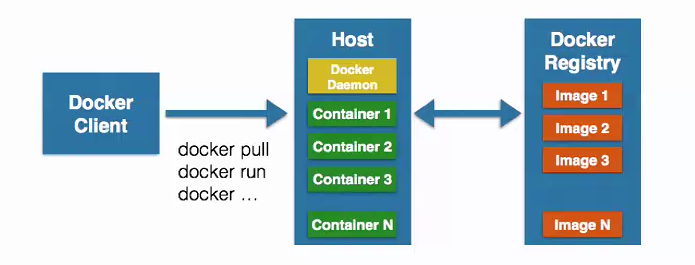 Docker
Client
docker pull
docker run
docker ...
Host
Docker
Daemon
Container 1
Container 2
Container 3
Container N
Docker
Registry
Image 1
Image 2
Image 3
Image N